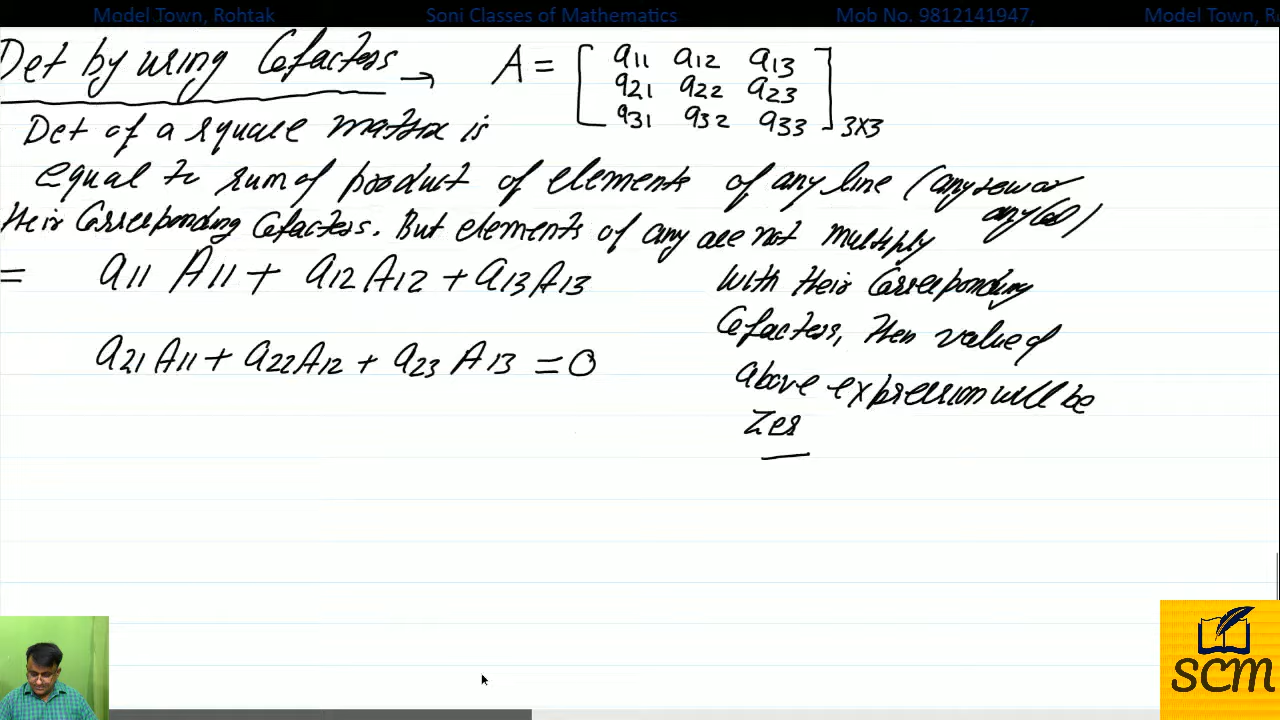 Model Town, Rohtak Soni Classes of Mathematics Mob No. 9812141947, Model Town, R
Det by using Cofactors → A = [ a11 a12 a13
a21 a22 a23
a31 a32 a33 ] 3x3
Det of a square matrix is
equal to sum of product of elements of any line (any row or
any Col)
their Corresponding Cofactors. But elements of any are not multiply
= a11 A11 + a12 A12 + a13 A13
with their Corresponding
Cofactors, then value of
a21 A11 + a22 A12 + a23 A13 = 0
above expression will be
Zero
SCM